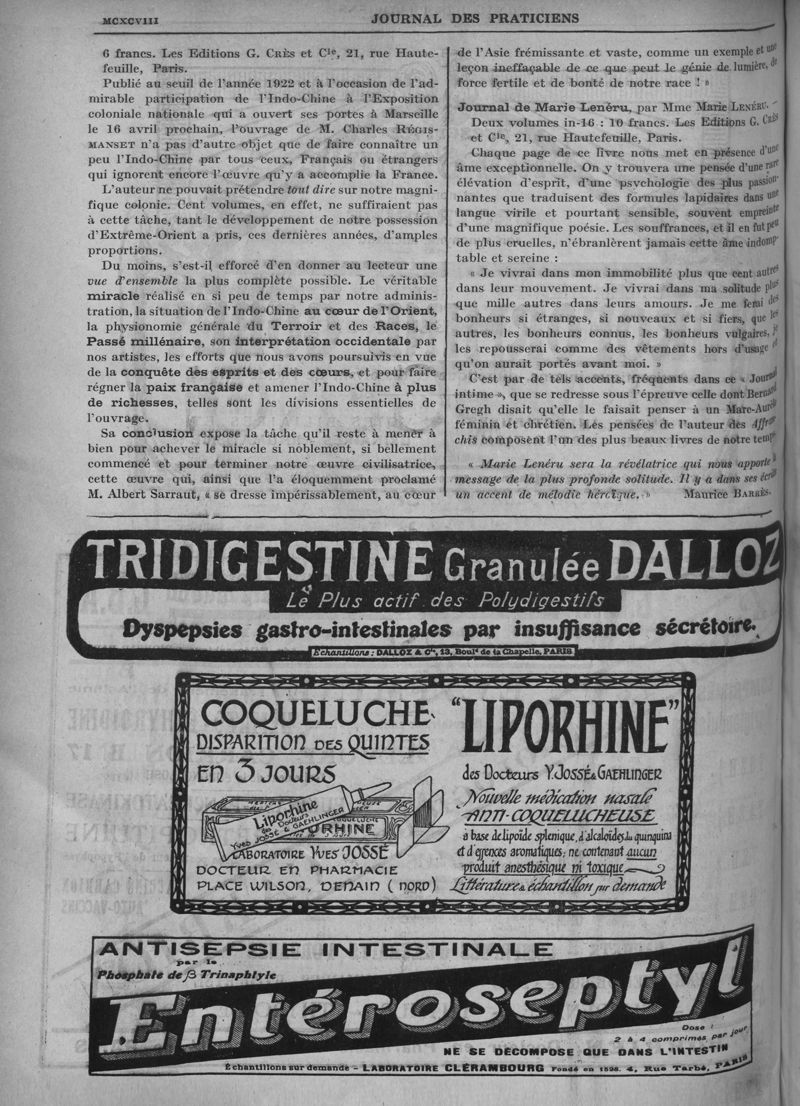 MCXCVIII
JOURNAL DES PRATICIENS
6 francs. Les Editions G. CRÈS et Cie, 21, rue Haute-
feuille, Paris.
Publié au seuil de l'année 1922 et à l'occasion de l'ad-
mirable participation de l'Indo-Chine à l'Exposition
coloniale nationale qui a ouvert ses portes à Marseille
le 16 avril prochain, l'ouvrage de M. Charles RÉGIS-
MANSET n'a pas d'autre objet que de faire connaître un
peu l'Indo-Chine par tous ceux, Français ou étrangers
qui ignorent encore l'œuvre qu'y a accomplie la France.
L'auteur ne pouvait prétendre tout dire sur notre magni-
fique colonie. Cent volumes, en effet, ne suffiraient pas
à cette tâche, tant le développement de notre possession
d'Extrême-Orient a pris, ces dernières années, d'amples
proportions.
Du moins, s'est-il efforcé d'en donner au lecteur une
vue d'ensemble la plus complète possible. Le véritable
miracle réalisé en si peu de temps par notre adminis-
tration, la situation de l'Indo-Chine au cœur de l'Orient,
la physionomie générale du Terroir et des Races, le
Passé millénaire, son interprétation occidentale par
nos artistes, les efforts que nous avons poursuivis en vue
de la conquête des esprits et des cœurs, et pour faire
régner la paix française et amener l'Indo-Chine à plus
de richesses, telles sont les divisions essentielles de
l'ouvrage.
Sa conclusion expose la tâche qu'il reste à mener à
bien pour achever le miracle si noblement, si bellement
commencé et pour terminer notre œuvre civilisatrice,
cette œuvre qui, ainsi que l'a éloquemment proclamé
M. Albert Sarraut, « se dresse impérissablement, au cœur
de l'Asie frémissante et vaste, comme un exemple et une
leçon ineffaçable de ce que peut le génie de lumière, de
force fertile et de bonté de notre race ! »
Journal de Marie Lenéru, par Mme Marie LENÉRU. -
Deux volumes in-16 : 10 francs. Les Editions G. CRÈS
et Cie, 21, rue Hautefeuille, Paris.
Chaque page de ce livre nous met en présence d'une
âme exceptionnelle. On y trouvera une pensée d'une rare
élévation d'esprit, d'une psychologie des plus passion-
nantes que traduisent des formules lapidaires dans une
langue virile et pourtant sensible, souvent empreinte
d'une magnifique poésie. Les souffrances, et il en fut peu
de plus cruelles, n'ébranlèrent jamais cette âme indomp-
table et sereine :
« Je vivrai dans mon immobilité plus que cent autres
dans leur mouvement. Je vivrai dans ma solitude plus
que mille autres dans leurs amours. Je me ferai des
bonheurs si étranges, si nouveaux et si fiers, que les
autres, les bonheurs connus, les bonheurs vulgaires, je
les repousserai comme des vêtements hors d'usage et
qu'on aurait portés avant moi. »
C'est par de tels accents, fréquents dans ce « Journal
intime », que se redresse sous l'épreuve celle dont Bernard
Gregh disait qu'elle le faisait penser à un Marc-Aurèle
féminin et chrétien. Les pensées de l'auteur des Affran-
chis composent l'un des plus beaux livres de notre temps
« Marie Lenéru sera la révélatrice qui nous apporte le
message de la plus profonde solitude. Il y a dans ses écrits
un accent de mélodie héroïque. » Maurice BARRÈS.
TRIDIGESTINE Granulée DALLOZ
Le Plus actif des Polydigestifs
Dyspepsies gastro-intestinales par insuffisance sécrétoire.
Echantillons : DALLOZ & Cie, 13, Boulд de la Chapelle, PARIS
COQUELUCHE
DISPARITION DES QUINTES
EN 3 JOURS
Liporhine
des Docteurs
YVES JOSSÉ & GAEHLINGER
COQUELUCHE
LIPORHINE
LABORATOIRE YVES JOSSÉ
DOCTEUR EN PHARMACIE
PLACE WILSON, DENAIN (NORD)
"LIPORHINE"
des Docteurs Y. JOSSÉ & GAEHLINGER
Nouvelle médication nasale
ANTI-COQUELUCHEUSE
à base de lipoïde splénique, d'alcaloïdes du quinquina
et d'essences aromatiques; ne contenant aucun
produit anesthésique ni toxique
Littérature & échantillon sur demande
ANTISEPSIE INTESTINALE
par le
Phosphate de β Trinaphtyle
Entéroseptyl
Dose :
2 à 4 comprimés par jour
NE SE DÉCOMPOSE QUE DANS L'INTESTIN
Échantillons sur demande - LABORATOIRE CLÉRAMBOURG Fondé en 1898. 4, Rue Tarbé, PARIS